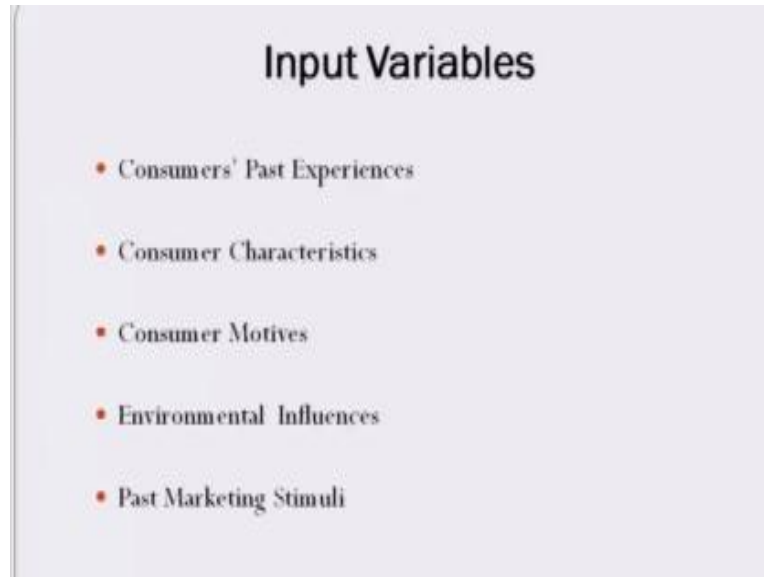 Input Variables
• Consumers' Past Experiences
• Consumer Characteristics
• Consumer Motives
• Environmental Influences
• Past Marketing Stimuli